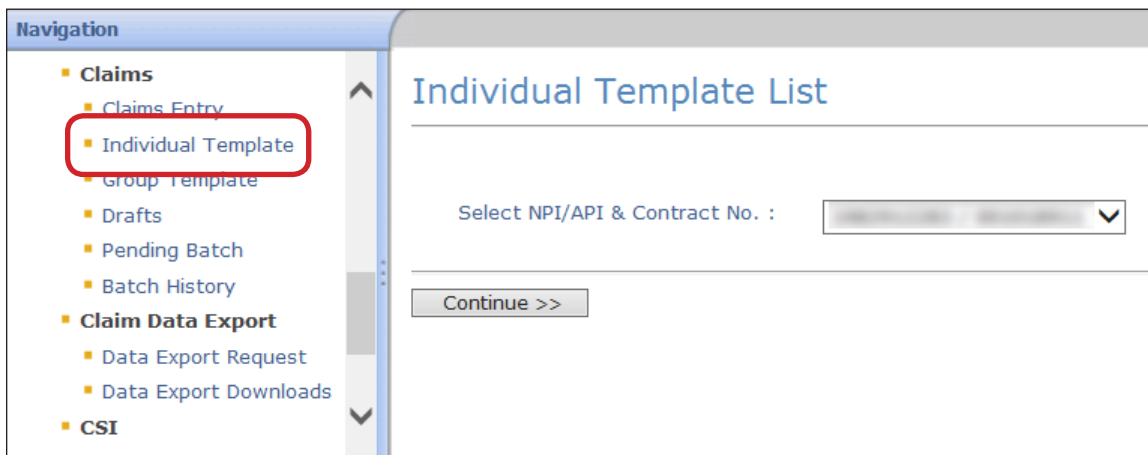 Navigation
Claims
Claims Entry
Individual Template
Group Template
Drafts
Pending Batch
Batch History
Claim Data Export
Data Export Request
Data Export Downloads
CSI
Individual Template List
Select NPI/API & Contract No. :
Continue >>